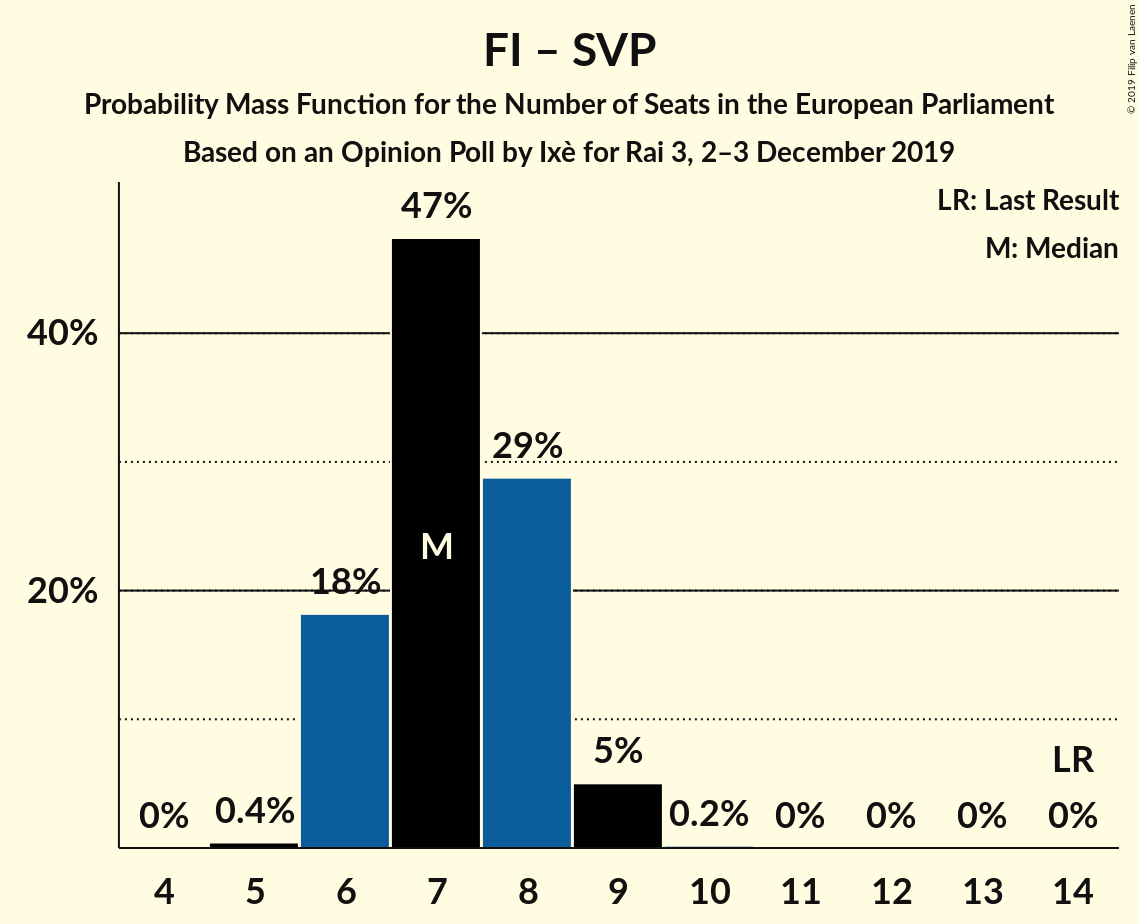 FI – SVP
Probability Mass Function for the Number of Seats in the European Parliament
Based on an Opinion Poll by Ixè for Rai 3, 2–3 December 2019
© 2019 Filip van Laenen
LR: Last Result
M: Median
40%
20%
0%
0.4%
18%
47%
M
29%
5%
0.2%
0%
0%
0%
LR
0%
4 5 6 7 8 9 10 11 12 13 14